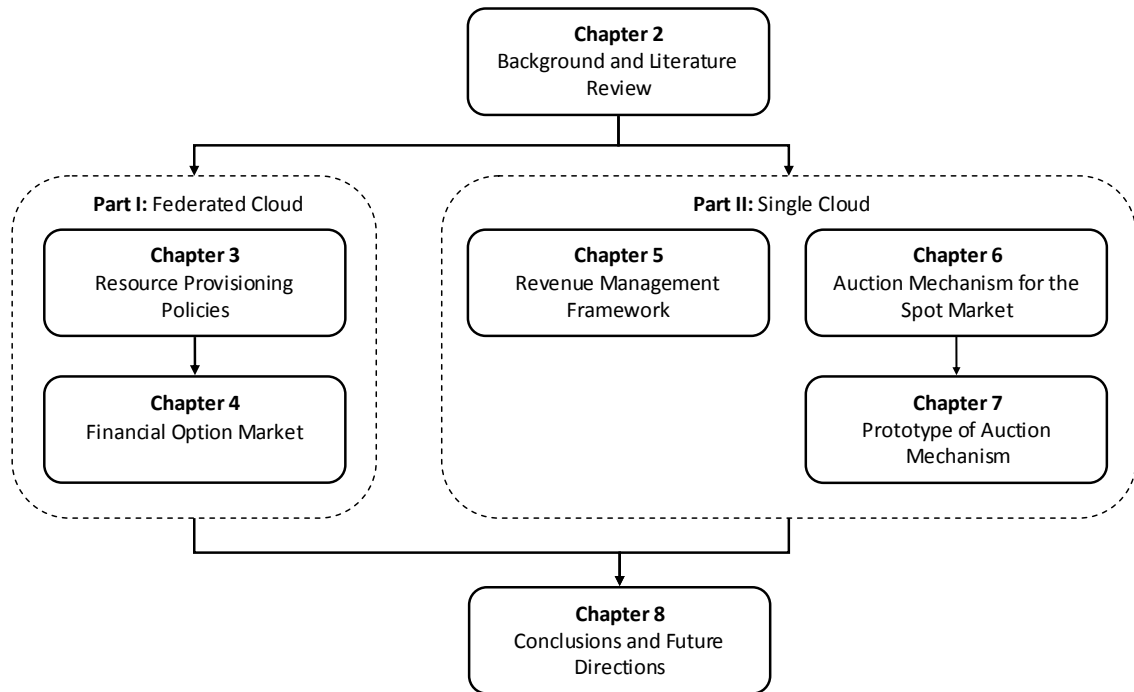 Chapter 2
Background and Literature
Review
Part I: Federated Cloud
Chapter 3
Resource Provisioning
Policies
Chapter 4
Financial Option Market
Part II: Single Cloud
Chapter 5
Revenue Management
Framework
Chapter 6
Auction Mechanism for the
Spot Market
Chapter 7
Prototype of Auction
Mechanism
Chapter 8
Conclusions and Future
Directions